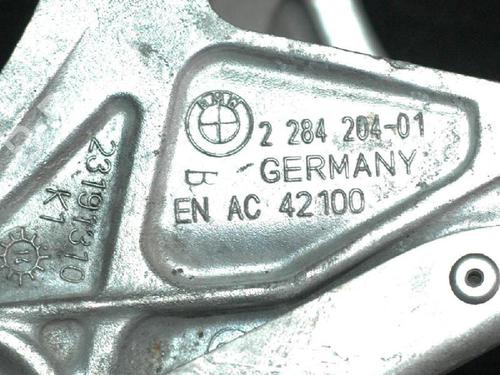 BMW
2 284 204-01
B
GERMANY
EN AC 42100
23191310
K1